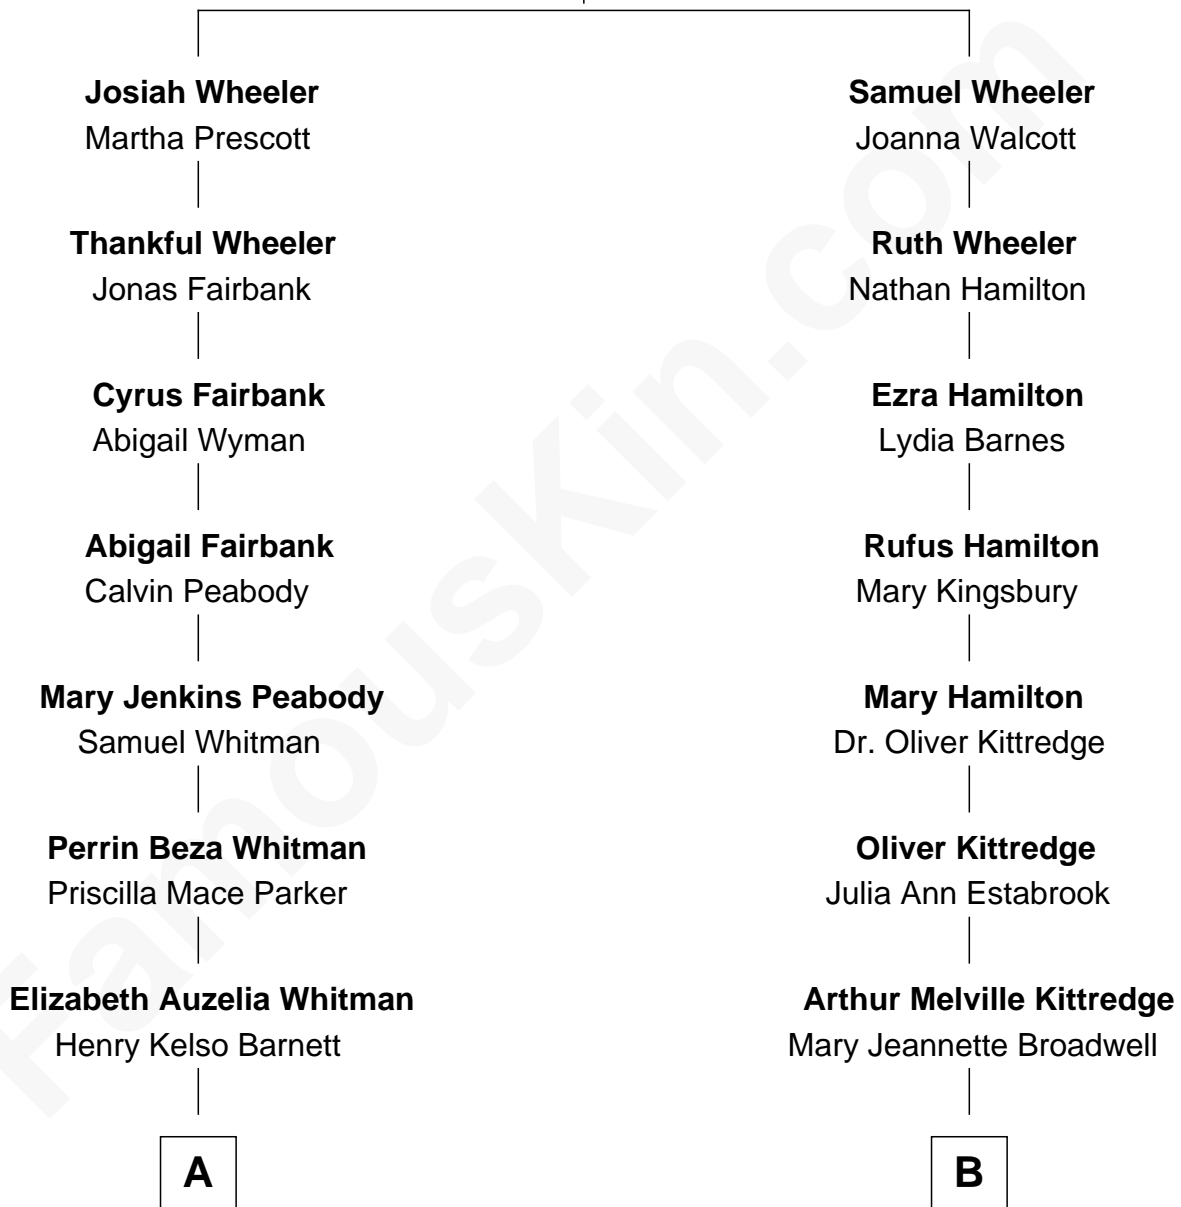 Josiah Wheeler
Martha Prescott
Thankful Wheeler
Jonas Fairbank
Cyrus Fairbank
Abigail Wyman
Abigail Fairbank
Calvin Peabody
Mary Jenkins Peabody
Samuel Whitman
Perrin Beza Whitman
Priscilla Mace Parker
Elizabeth Auzelia Whitman
Henry Kelso Barnett
A
Samuel Wheeler
Joanna Walcott
Ruth Wheeler
Nathan Hamilton
Ezra Hamilton
Lydia Barnes
Rufus Hamilton
Mary Kingsbury
Mary Hamilton
Dr. Oliver Kittredge
Oliver Kittredge
Julia Ann Estabrook
Arthur Melville Kittredge
Mary Jeannette Broadwell
B
FamousKin.com